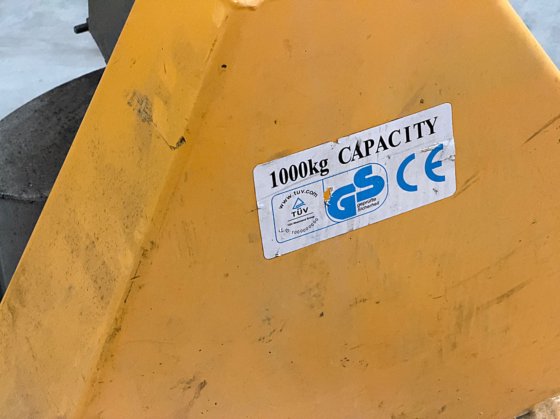 1000kg CAPACITY
www.tuv.com
TÜV
GS
geprüfte
Sicherheit
CE